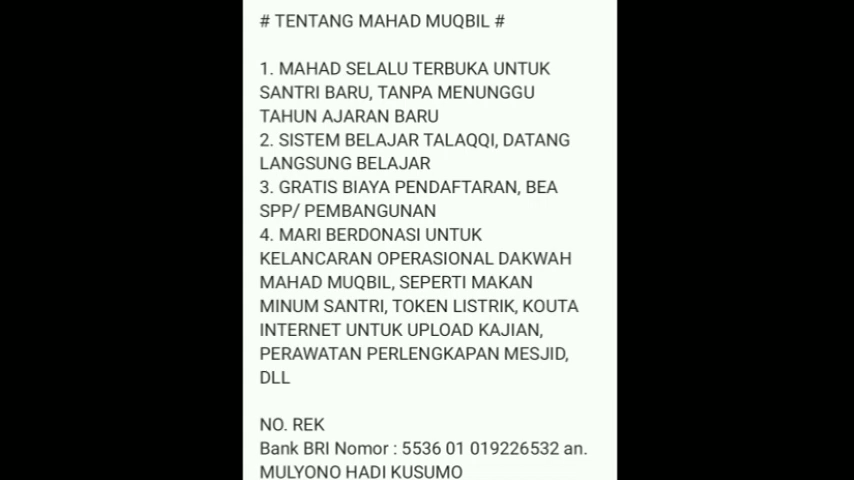 # TENTANG MAHAD MUQBIL #
1. MAHAD SELALU TERBUKA UNTUK
SANTRI BARU, TANPA MENUNGGU
TAHUN AJARAN BARU
2. SISTEM BELAJAR TALAQQI, DATANG
LANGSUNG BELAJAR
3. GRATIS BIAYA PENDAFTARAN, BEA
SPP/ PEMBANGUNAN
4. MARI BERDONASI UNTUK
KELANCARAN OPERASIONAL DAKWAH
MAHAD MUQBIL, SEPERTI MAKAN
MINUM SANTRI, TOKEN LISTRIK, KOUTA
INTERNET UNTUK UPLOAD KAJIAN,
PERAWATAN PERLENGKAPAN MESJID,
DLL
NO. REK
Bank BRI Nomor : 5536 01 019226532 an.
MULYONO HADI KUSUMO